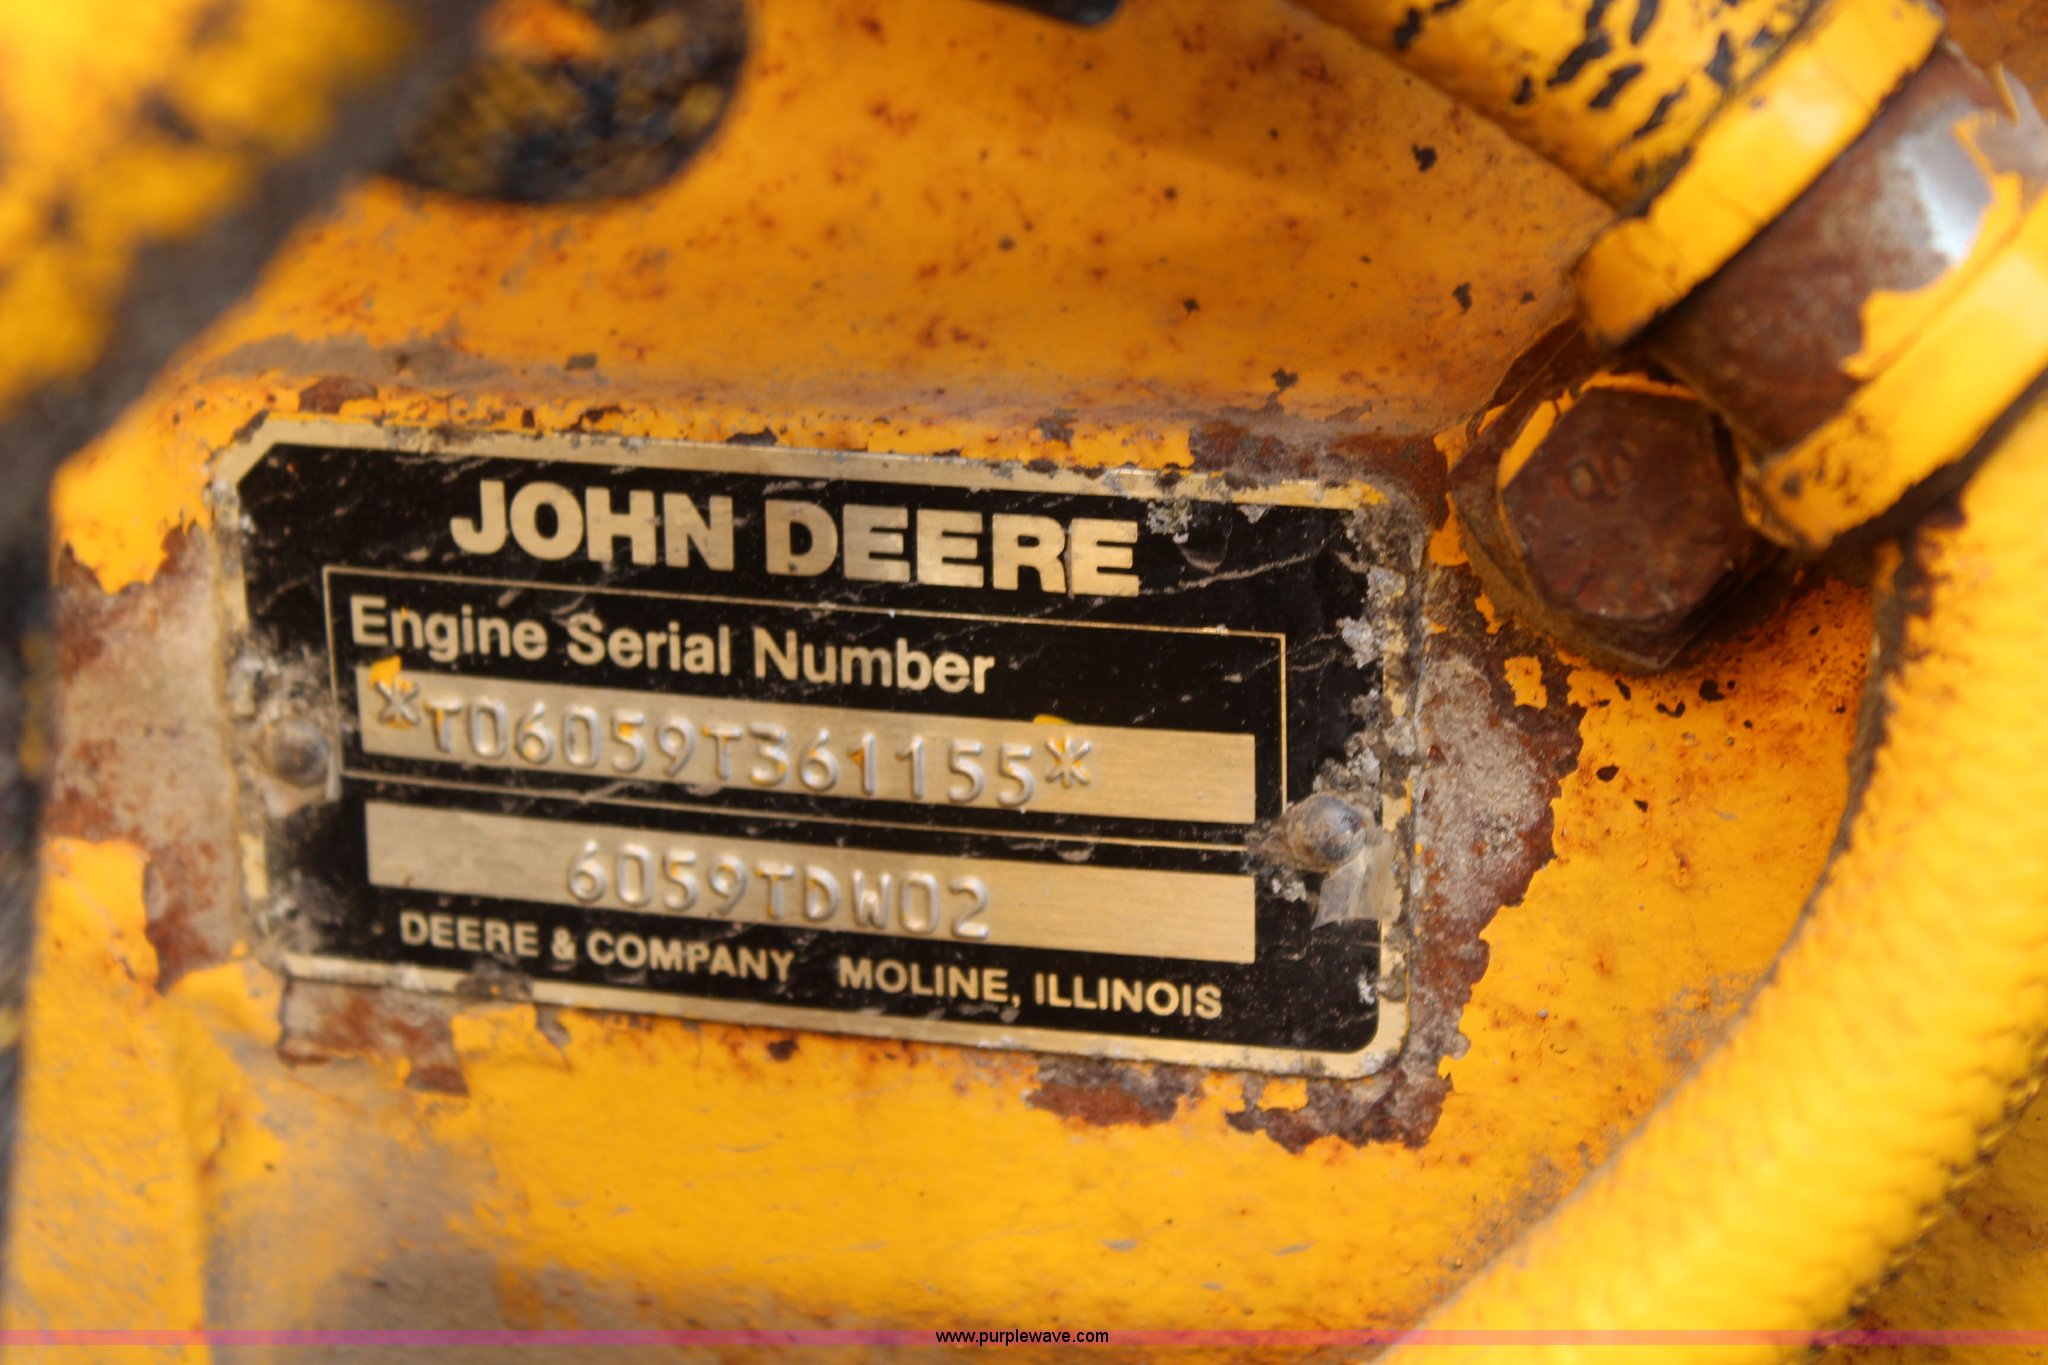 JOHN DEERE
Engine Serial Number
*T06059T361155*
6059TDW02
DEERE & COMPANY MOLINE, ILLINOIS
www.purplewave.com